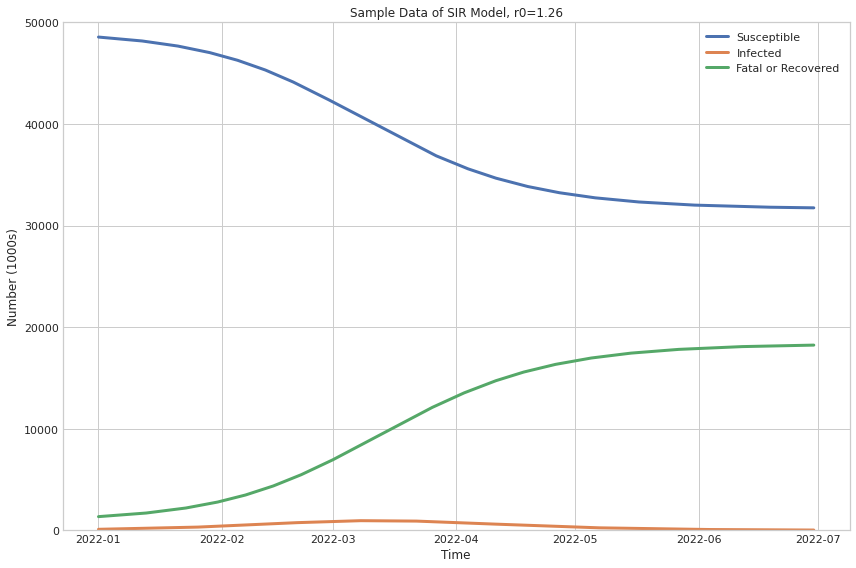 Sample Data of SIR Model, r0=1.26
Susceptible
Infected
Fatal or Recovered
50000
40000
30000
20000
10000
0
Number (1000s)
2022-01 2022-02 2022-03 2022-04 2022-05 2022-06 2022-07
Time